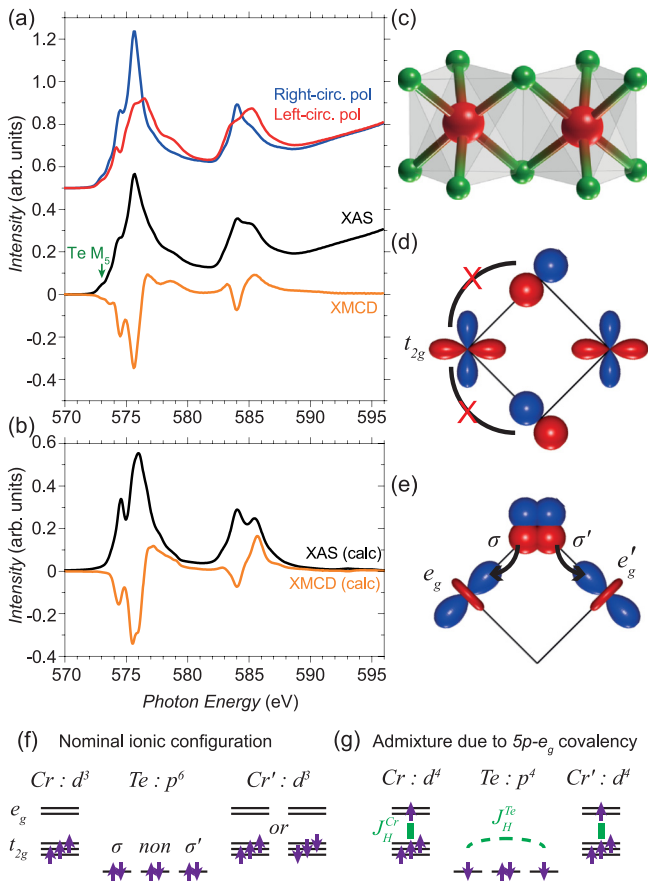 (a)
Intensity (arb. units)
1.2
1.0
0.8
0.6
0.4
0.2
0
-0.2
-0.4
Right-circ. pol
Left-circ. pol
XAS
Te M5
XMCD
570 575 580 585 590 595
(b)
Intensity (arb. units)
0.6
0.4
0.2
0
0.2
0.4
XAS (calc)
XMCD (calc)
570 575 580 585 590 595
Photon Energy (eV)
(c)
(d)
X
t2g
X
(e)
σ σ'
eg e'g
(f) Nominal ionic configuration
Cr : d³ Te : p⁶ Cr' : d³
eg
or
t2g σ non σ'
(g) Admixture due to 5p-eg covalency
Cr : d⁴ Te : p⁴ Cr' : d⁴
J_H^Cr J_H^Te